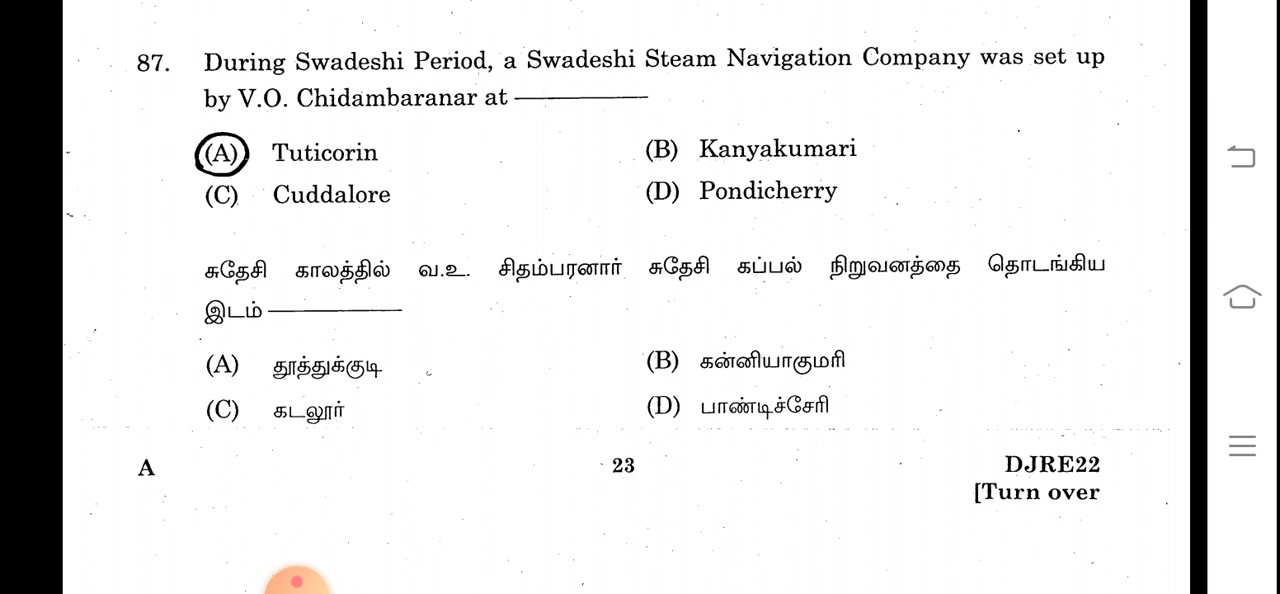 87. During Swadeshi Period, a Swadeshi Steam Navigation Company was set up
by V.O. Chidambaranar at ————
(A) Tuticorin (B) Kanyakumari
(C) Cuddalore (D) Pondicherry
சுதேசி காலத்தில் வ.உ. சிதம்பரனார் சுதேசி கப்பல் நிறுவனத்தை தொடங்கிய
இடம் ————
(A) தூத்துக்குடி (B) கன்னியாகுமரி
(C) கடலூர் (D) பாண்டிச்சேரி
A 23 DJRE22
[Turn over